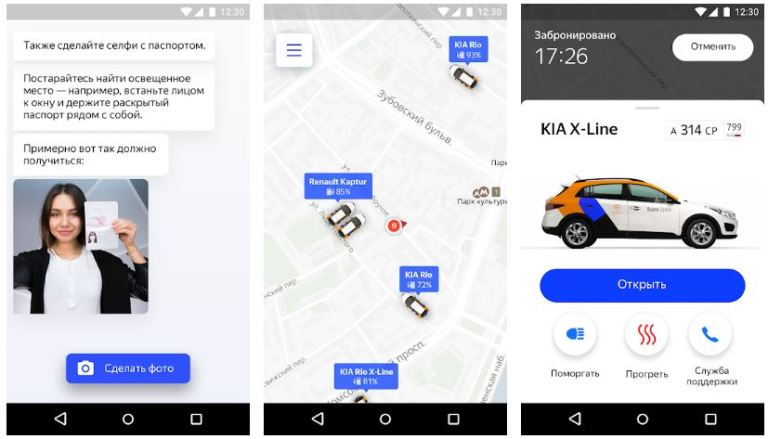 12:30
Также сделайте селфи с паспортом.
Постарайтесь найти освещенное
место — например, встаньте лицом
к окну и держите раскрытый
паспорт рядом с собой.
Примерно вот так должно
получиться:
Сделать фото
12:30
KIA Rio
93%
Зубовский бульв.
Renault Kaptur
85%
Парк
1
Парк культуры
Я
KIA Rio
72%
KIA Rio X-Line
81%
просп.
12:30
Забронировано
17:26
Отменить
KIA X-Line
А 314 СР 799
Открыть
Поморгать
Прогреть
Служба
поддержки